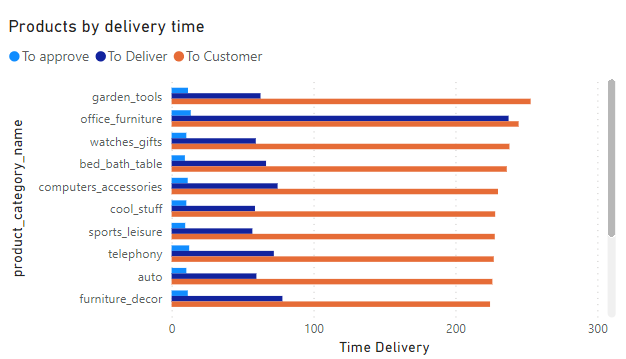 Products by delivery time
To approve To Deliver To Customer
product_category_name
garden_tools
office_furniture
watches_gifts
bed_bath_table
computers_accessories
cool_stuff
sports_leisure
telephony
auto
furniture_decor
0 100 200 300
Time Delivery